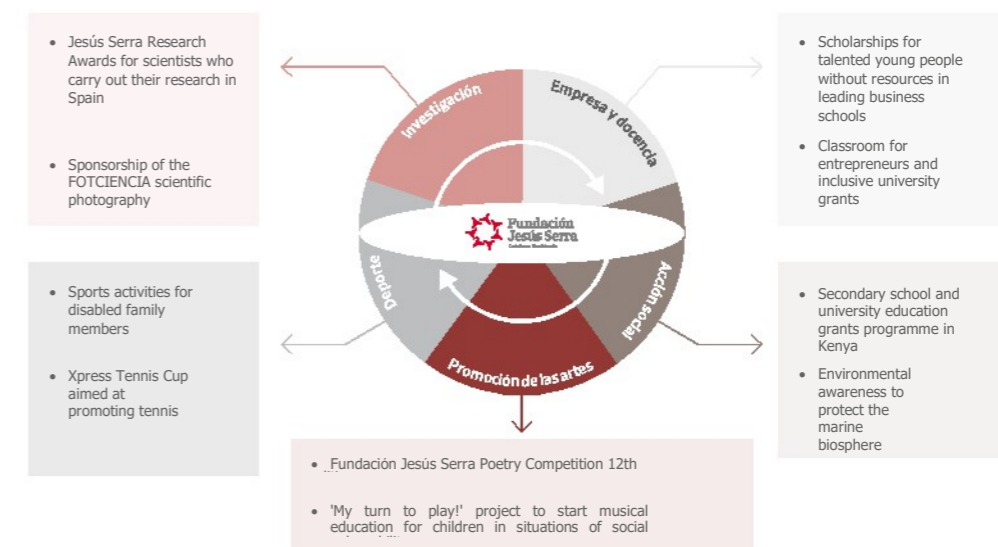 • Jesús Serra Research
Awards for scientists who
carry out their research in
Spain
• Sponsorship of the
FOTCIENCIA scientific
photography
• Scholarships for
talented young people
without resources in
leading business
schools
• Classroom for
entrepreneurs and
inclusive university
grants
Investigación
Empresa y docencia
Fundación
Jesús Serra
Deporte
Acción social
Promoción de las artes
• Sports activities for
disabled family
members
• Xpress Tennis Cup
aimed at
promoting tennis
• Secondary school and
university education
grants programme in
Kenya
• Environmental
awareness to
protect the
marine
biosphere
• Fundación Jesús Serra Poetry Competition 12th
• 'My turn to play!' project to start musical
education for children in situations of social